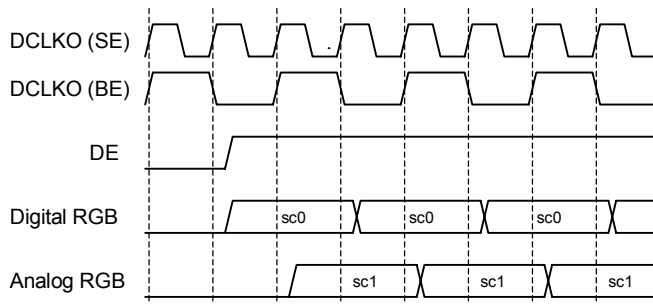 DCLKO (SE)
DCLKO (BE)
DE
Digital RGB sc0 sc0 sc0
Analog RGB sc1 sc1 sc1